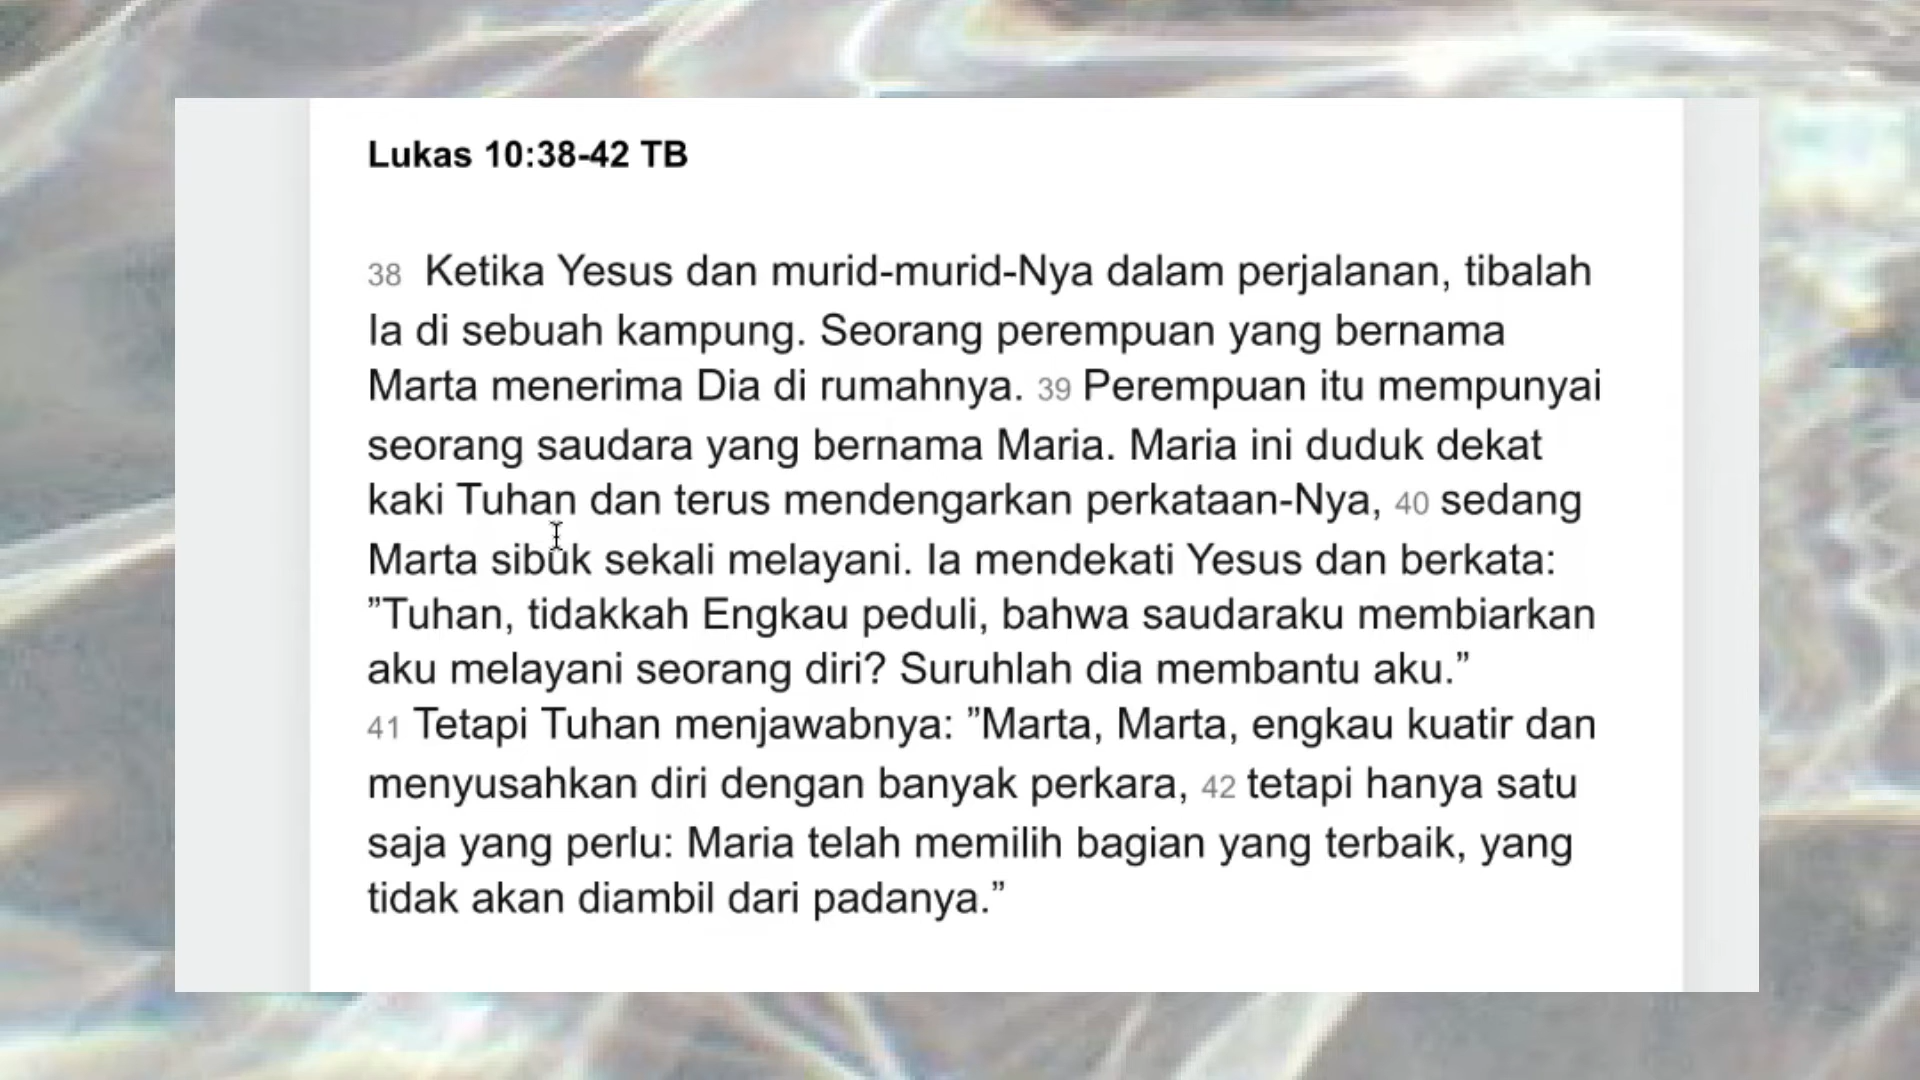 Lukas 10:38-42 TB
38 Ketika Yesus dan murid-murid-Nya dalam perjalanan, tibalah
Ia di sebuah kampung. Seorang perempuan yang bernama
Marta menerima Dia di rumahnya. 39 Perempuan itu mempunyai
seorang saudara yang bernama Maria. Maria ini duduk dekat
kaki Tuhan dan terus mendengarkan perkataan-Nya, 40 sedang
Marta sibuk sekali melayani. Ia mendekati Yesus dan berkata:
”Tuhan, tidakkah Engkau peduli, bahwa saudaraku membiarkan
aku melayani seorang diri? Suruhlah dia membantu aku.”
41 Tetapi Tuhan menjawabnya: ”Marta, Marta, engkau kuatir dan
menyusahkan diri dengan banyak perkara, 42 tetapi hanya satu
saja yang perlu: Maria telah memilih bagian yang terbaik, yang
tidak akan diambil dari padanya.”